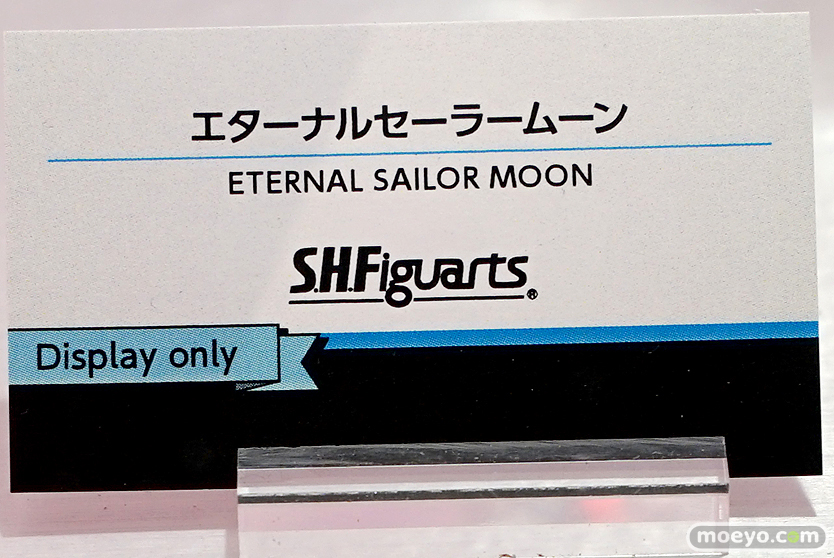 エターナルセーラームーン
ETERNAL SAILOR MOON
S.H.Figuarts®
Display only
moeyo.com